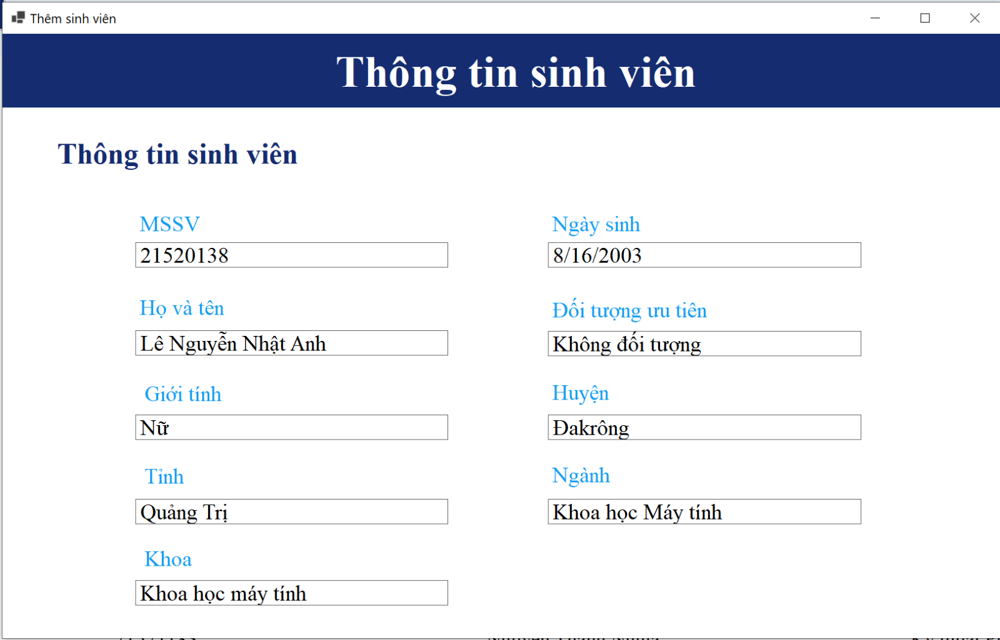 Thêm sinh viên
Thông tin sinh viên
Thông tin sinh viên
MSSV
Ngày sinh
21520138
8/16/2003
Họ và tên
Đối tượng ưu tiên
Lê Nguyễn Nhật Anh
Không đối tượng
Giới tính
Huyện
Nữ
Đakrông
Tỉnh
Ngành
Quảng Trị
Khoa học Máy tính
Khoa
Khoa học máy tính